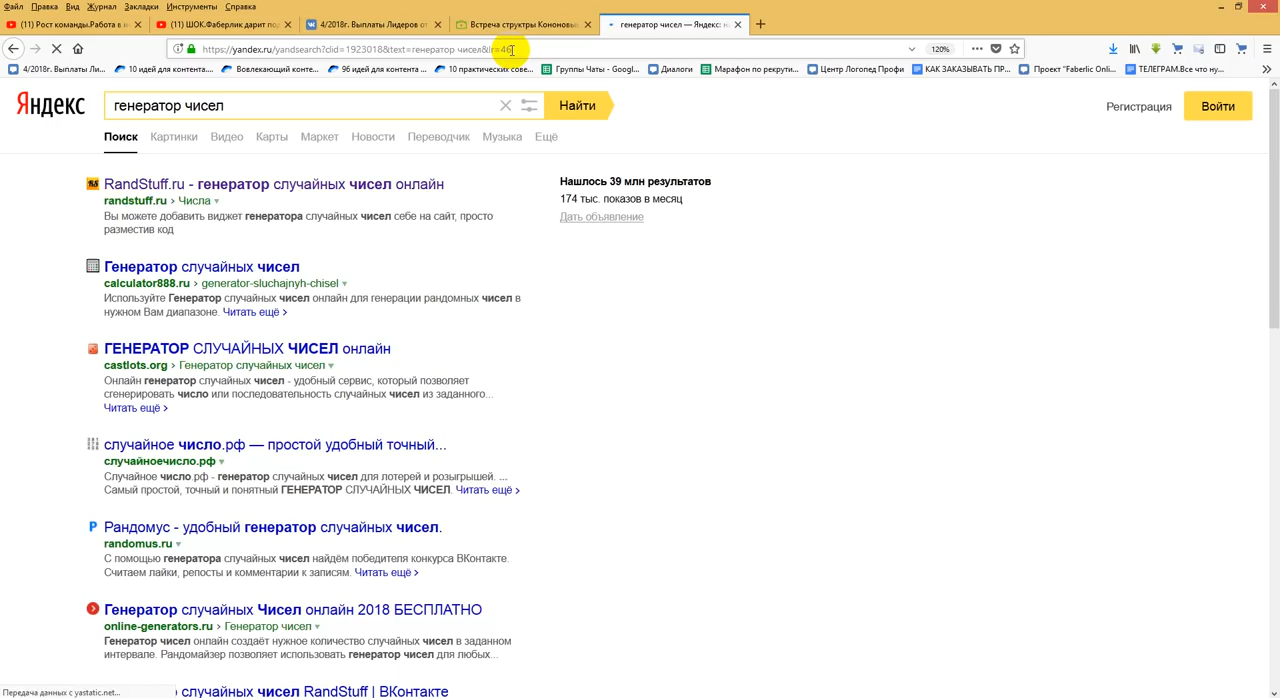 Файл Правка Вид Журнал Закладки Инструменты Справка
(11) Рост команды.Работа в ин
(11) ШОК.Фаберлик дарит под
4/2018г. Выплаты Лидеров от
Встреча структры Кононовы
генератор чисел — Яндекс: н
https://yandex.ru/yandsearch?clid=1923018&text=генератор чисел&lr=46
120%
4/2018г. Выплаты Ли...
10 идей для контента....
Вовлекающий конте...
96 идей для контента ...
10 практических сове...
Группы Чаты - Googl...
Диалоги
Марафон по рекрути...
Центр Логопед Профи
КАК ЗАКАЗЫВАТЬ ПР...
Проект "Faberlic Onli...
ТЕЛЕГРАМ.Все что ну...
Яндекс
генератор чисел
Найти
Регистрация
Войти
Поиск Картинки Видео Карты Маркет Новости Переводчик Музыка Ещё
RandStuff.ru - генератор случайных чисел онлайн
randstuff.ru › Числа
Вы можете добавить виджет генератора случайных чисел себе на сайт, просто
разместив код
Нашлось 39 млн результатов
174 тыс. показов в месяц
Дать объявление
Генератор случайных чисел
calculator888.ru › generator-sluchajnyh-chisel
Используйте Генератор случайных чисел онлайн для генерации рандомных чисел в
нужном Вам диапазоне. Читать ещё ›
ГЕНЕРАТОР СЛУЧАЙНЫХ ЧИСЕЛ онлайн
castlots.org › Генератор случайных чисел
Онлайн генератор случайных чисел - удобный сервис, который позволяет
сгенерировать число или последовательность случайных чисел из заданного...
Читать ещё ›
случайное число.рф — простой удобный точный...
случайноечисло.рф
Случайное число.рф - генератор случайных чисел для лотерей и розыгрышей. ...
Самый простой, точный и понятный ГЕНЕРАТОР СЛУЧАЙНЫХ ЧИСЕЛ. Читать ещё ›
Рандомус - удобный генератор случайных чисел.
randomus.ru
С помощью генератора случайных чисел найдём победителя конкурса ВКонтакте.
Считаем лайки, репосты и комментарии к записям. Читать ещё ›
Генератор случайных Чисел онлайн 2018 БЕСПЛАТНО
online-generators.ru › Генератор чисел
Генератор чисел онлайн создаёт нужное количество случайных чисел в заданном
интервале. Рандомайзер позволяет использовать генератор чисел для любых...
случайных чисел RandStuff | ВКонтакте
Передача данных с yastatic.net...